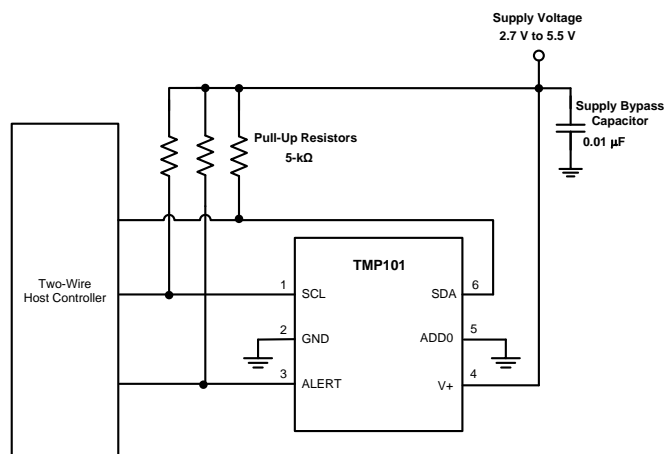 Supply Voltage
2.7 V to 5.5 V
Supply Bypass
Capacitor
0.01 µF
Pull-Up Resistors
5-kΩ
Two-Wire
Host Controller
TMP101
1 SCL
SDA 6
2 GND
ADD0 5
3 ALERT
V+ 4